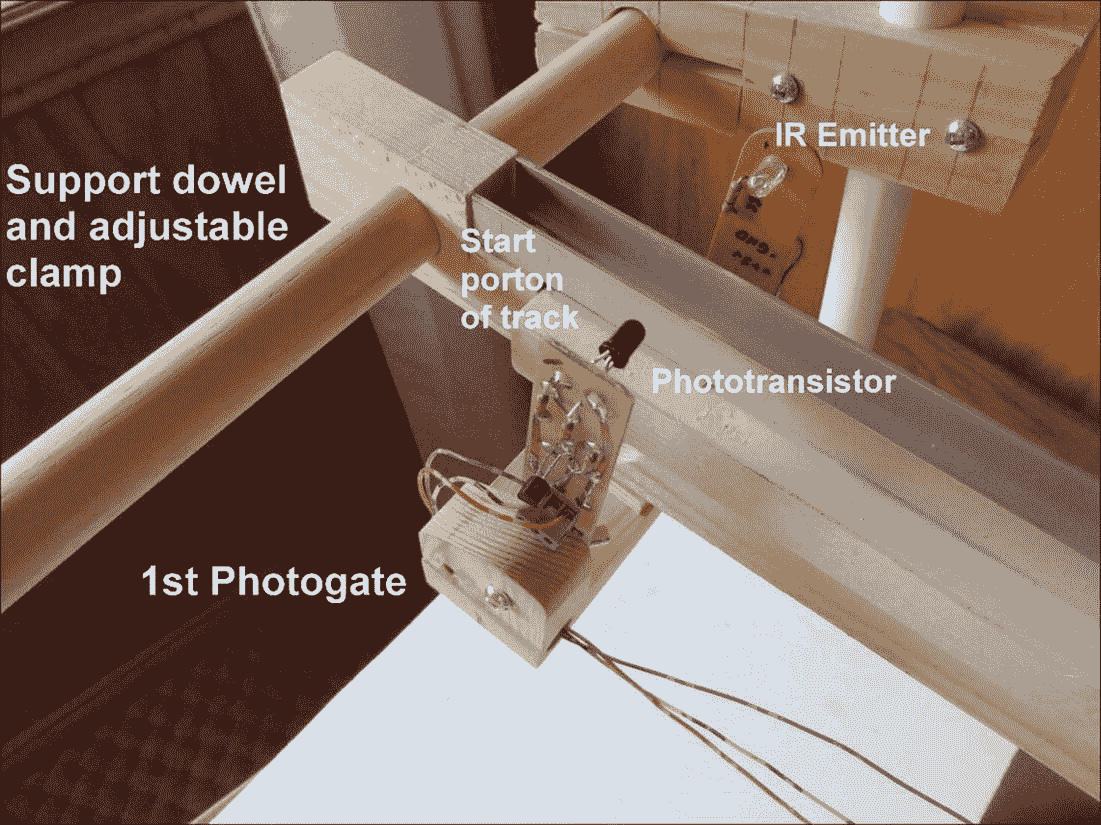 IR Emitter
Support dowel
and adjustable
clamp
Start
porton
of track
Phototransistor
1st Photogate